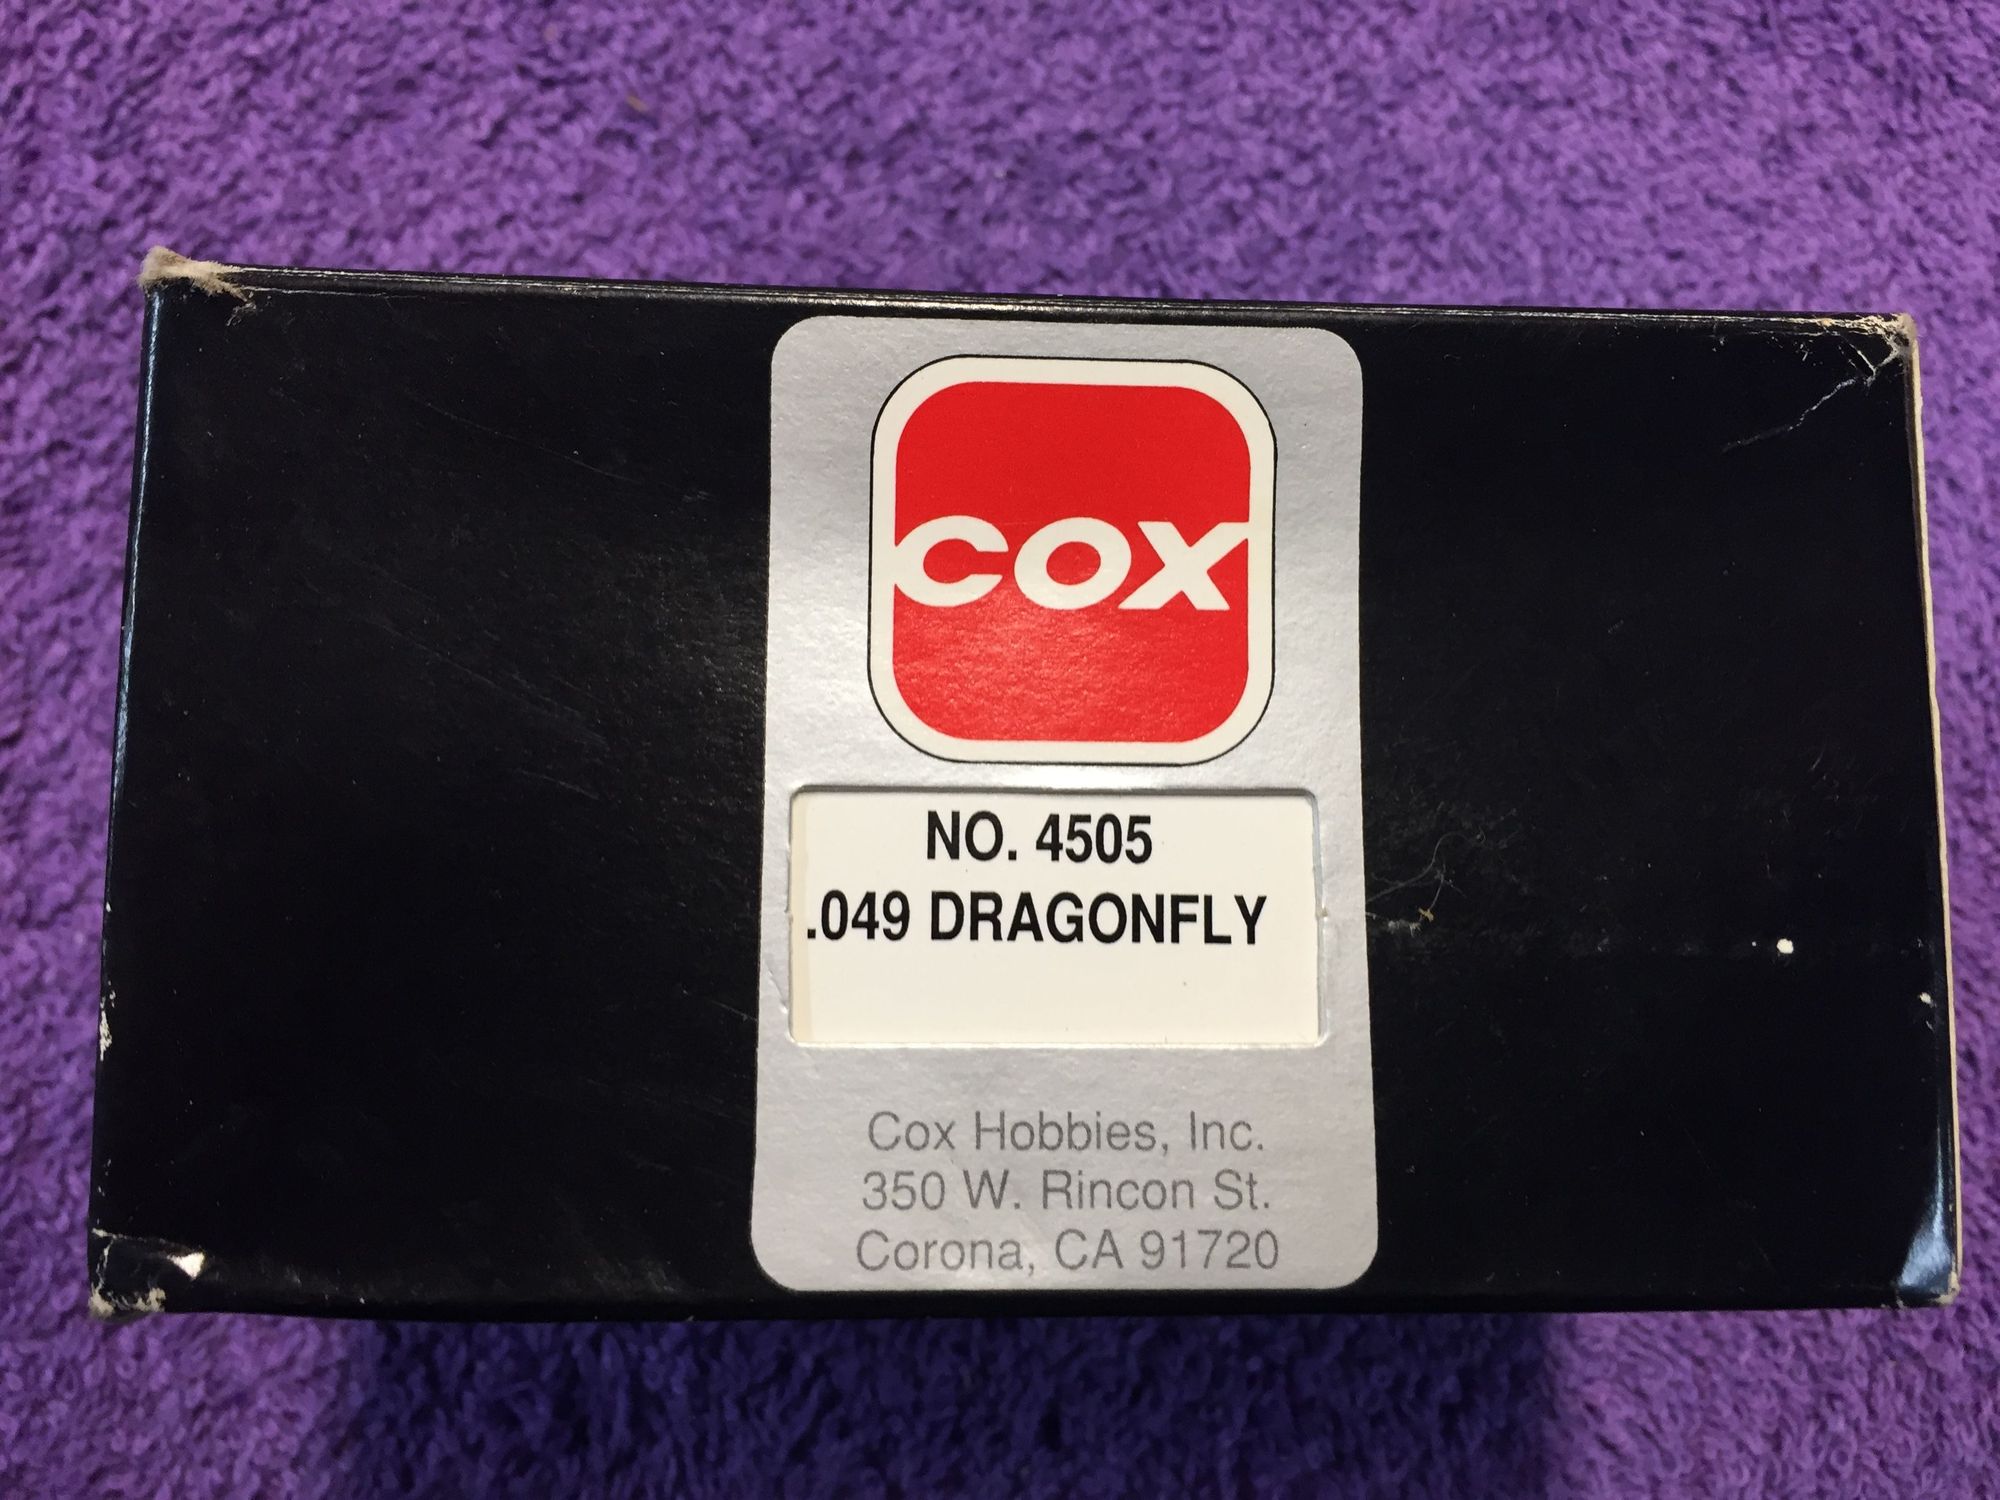 COX
NO. 4505
.049 DRAGONFLY
Cox Hobbies, Inc.
350 W. Rincon St.
Corona, CA 91720